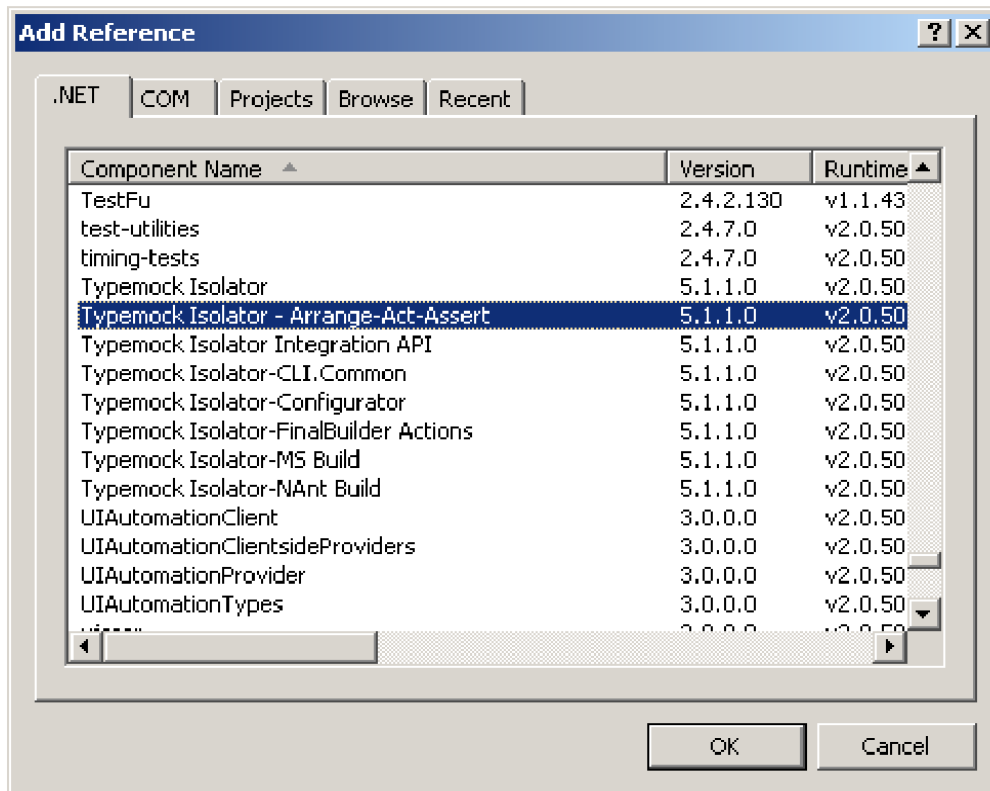 Add Reference
.NET COM Projects Browse Recent
Component Name Version Runtime
TestFu 2.4.2.130 v1.1.43
test-utilities 2.4.7.0 v2.0.50
timing-tests 2.4.7.0 v2.0.50
Typemock Isolator 5.1.1.0 v2.0.50
Typemock Isolator - Arrange-Act-Assert 5.1.1.0 v2.0.50
Typemock Isolator Integration API 5.1.1.0 v2.0.50
Typemock Isolator-CLI.Common 5.1.1.0 v2.0.50
Typemock Isolator-Configurator 5.1.1.0 v2.0.50
Typemock Isolator-FinalBuilder Actions 5.1.1.0 v2.0.50
Typemock Isolator-MS Build 5.1.1.0 v2.0.50
Typemock Isolator-NAnt Build 5.1.1.0 v2.0.50
UIAutomationClient 3.0.0.0 v2.0.50
UIAutomationClientsideProviders 3.0.0.0 v2.0.50
UIAutomationProvider 3.0.0.0 v2.0.50
UIAutomationTypes 3.0.0.0 v2.0.50
OK Cancel